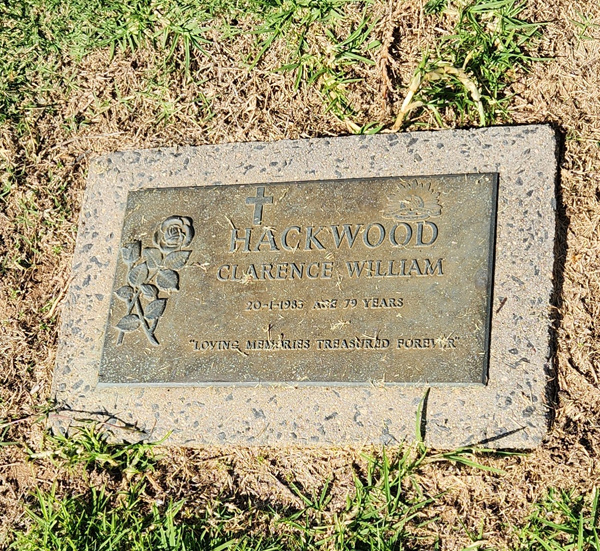 HACKWOOD
CLARENCE WILLIAM
20-1-1985 AGE 79 YEARS
"LOVING MEMORIES TREASURED FOREVER"